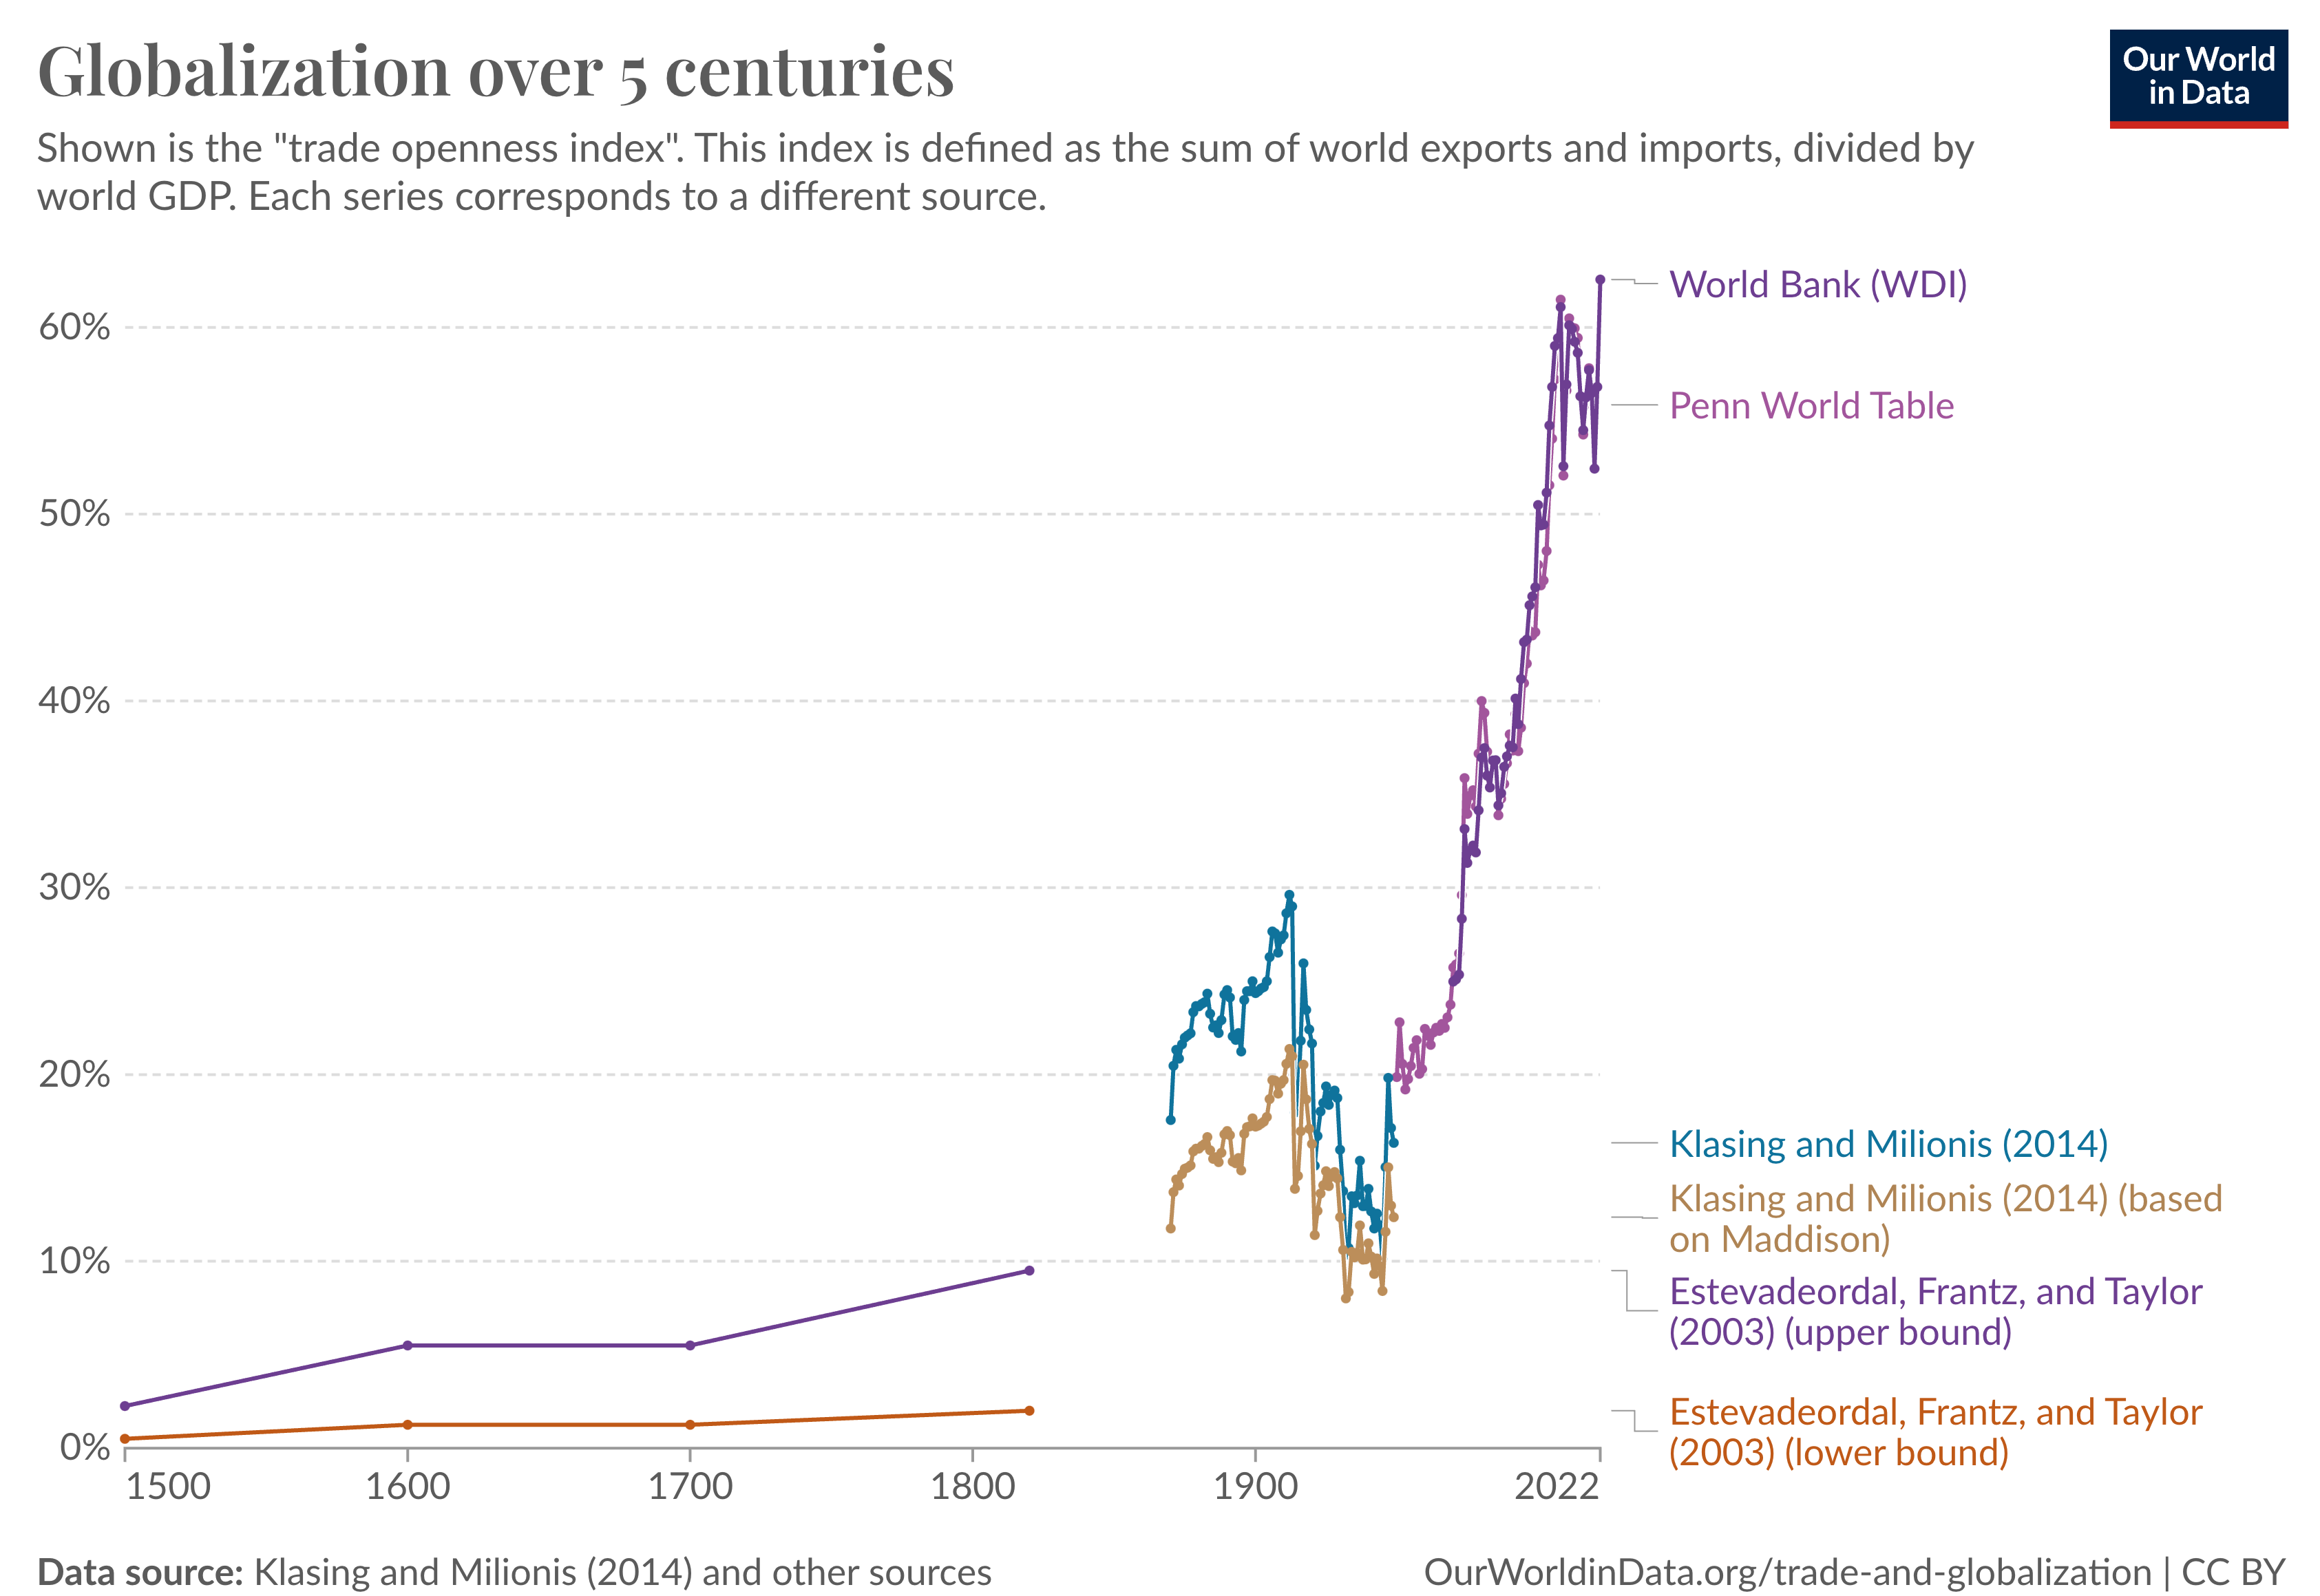 Globalization over 5 centuries
Our World
in Data
Shown is the "trade openness index". This index is defined as the sum of world exports and imports, divided by
world GDP. Each series corresponds to a different source.
World Bank (WDI)
60%
Penn World Table
50%
40%
30%
20%
Klasing and Milionis (2014)
Klasing and Milionis (2014) (based
on Maddison)
10%
Estevadeordal, Frantz, and Taylor
(2003) (upper bound)
Estevadeordal, Frantz, and Taylor
(2003) (lower bound)
0%
1500 1600 1700 1800 1900 2022
Data source: Klasing and Milionis (2014) and other sources
OurWorldinData.org/trade-and-globalization | CC BY